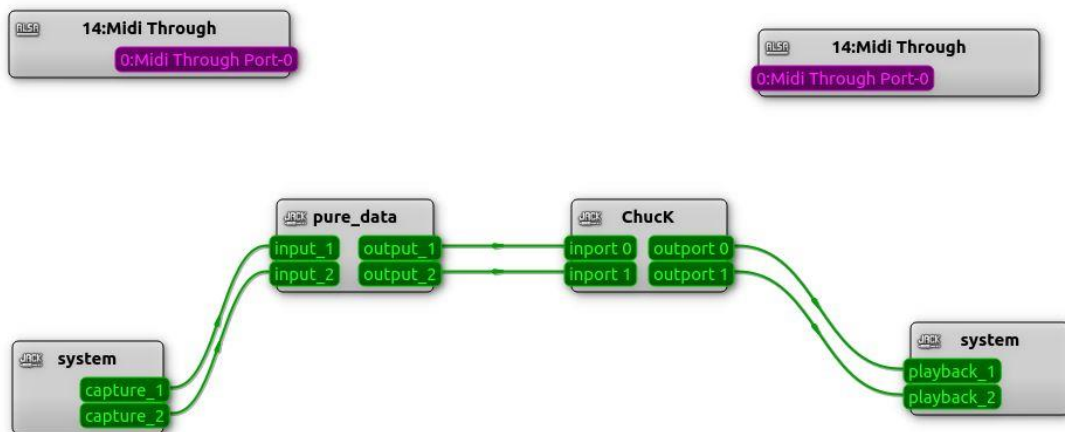 ALSA 14:Midi Through
0:Midi Through Port-0
ALSA 14:Midi Through
0:Midi Through Port-0
JACK pure_data
input_1 output_1
input_2 output_2
JACK ChucK
inport 0 outport 0
inport 1 outport 1
JACK system
capture_1
capture_2
JACK system
playback_1
playback_2